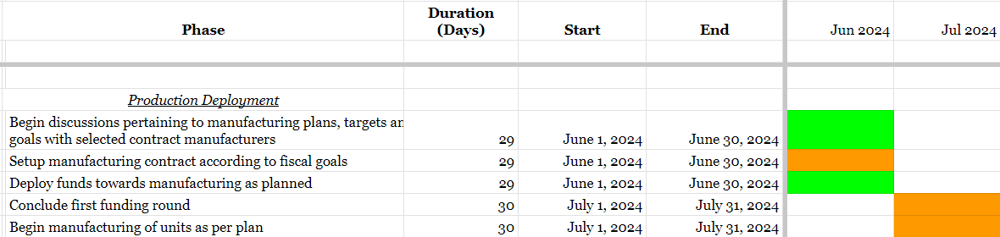 Phase Duration (Days) Start End Jun 2024 Jul 2024
Production Deployment
Begin discussions pertaining to manufacturing plans, targets
goals with selected contract manufacturers 29 June 1, 2024 June 30, 2024
Setup manufacturing contract according to fiscal goals 29 June 1, 2024 June 30, 2024
Deploy funds towards manufacturing as planned 29 June 1, 2024 June 30, 2024
Conclude first funding round 30 July 1, 2024 July 31, 2024
Begin manufacturing of units as per plan 30 July 1, 2024 July 31, 2024